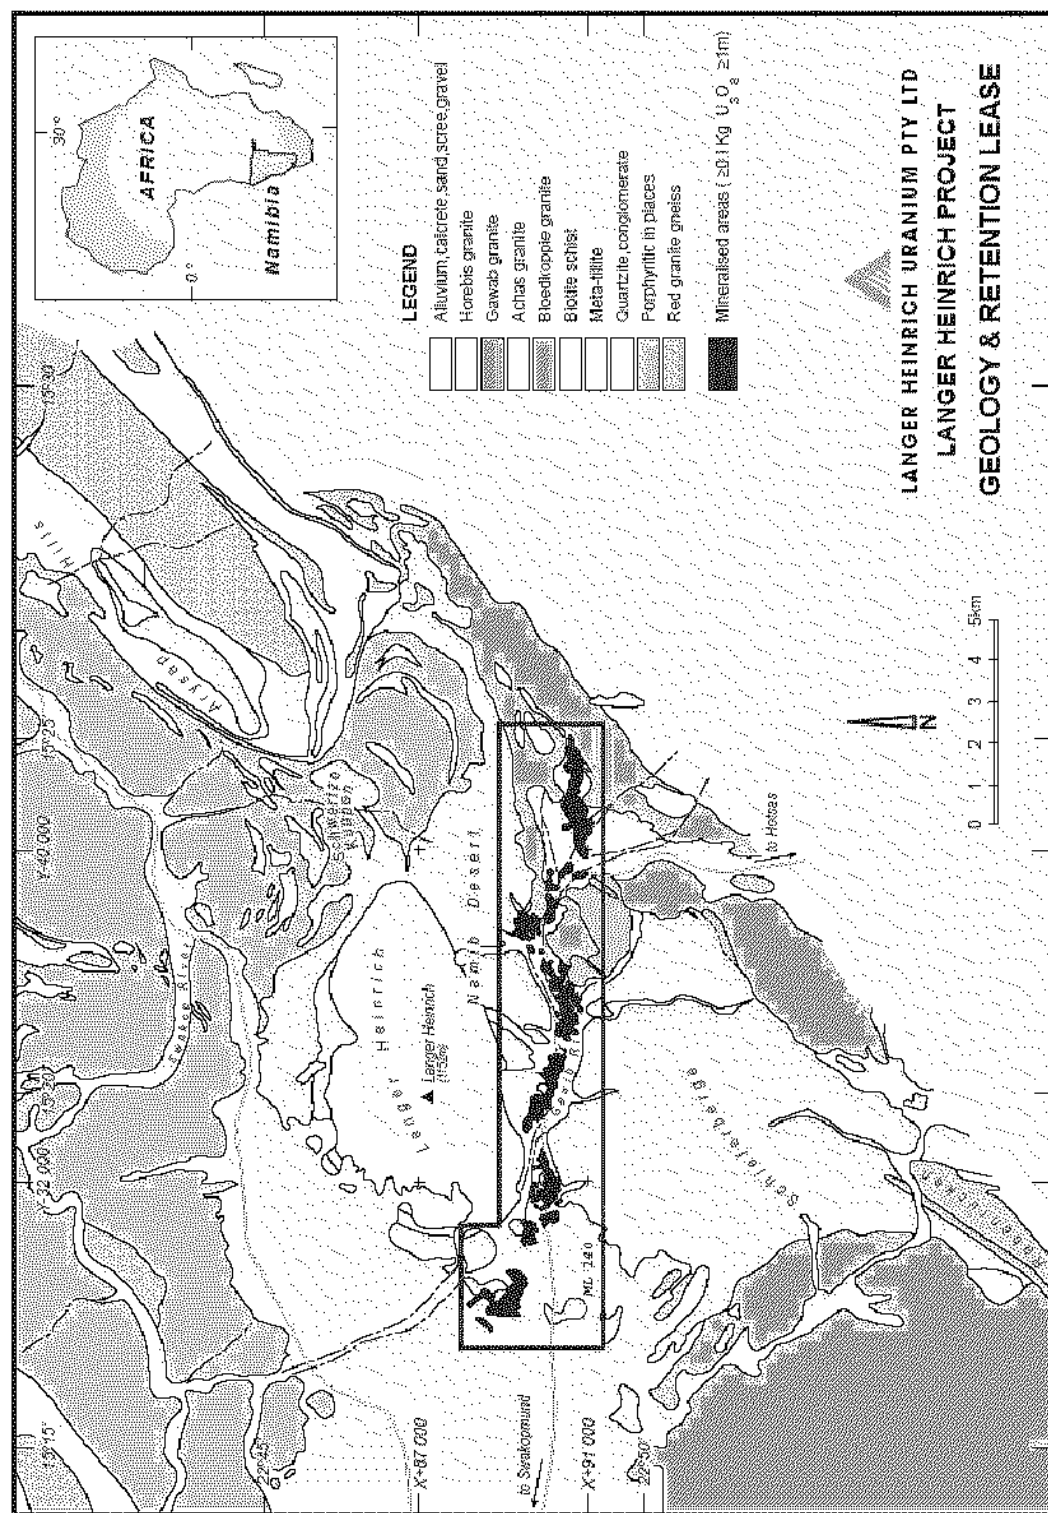 AFRICA
Namibia
30°
0°
LEGEND
Alluvium, calcrete, sand, scree, gravel
Horebis granite
Gawab granite
Achas granite
Bloedkoppie granite
Biotite schist
Meta-tillite
Quartzite, conglomerate
Porphyritic in places
Red granite gneiss
Mineralised areas ( ≥0.1 Kg U3O8 ≥1m)
LANGER HEINRICH URANIUM PTY LTD
LANGER HEINRICH PROJECT
GEOLOGY & RETENTION LEASE
0 1 2 3 4 5km
N
15°15'
Y-32 000
15°20'
Y-40 000
15°25'
15°30'
22°45'
X+87 000
X+91 000
22°50'
Swakop River
Hills
Schwarze
Kuppen
Langer Heinrich
Langer Heinrich
Namib Desert
Gawib River
Schieferberge
ML 140
to Swakopmund
to Hotsas